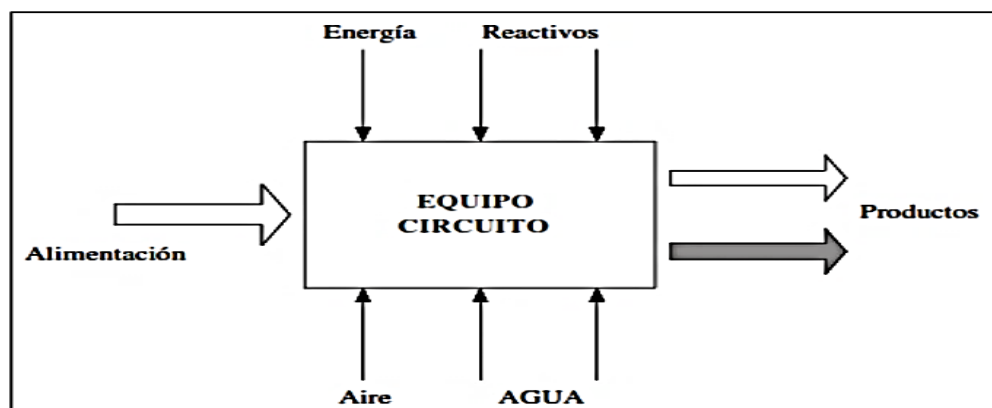 Energía
Reactivos
EQUIPO
CIRCUITO
Alimentación
Productos
Aire
AGUA